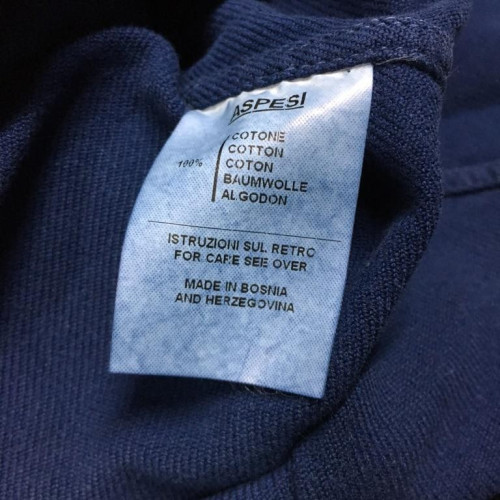 ASPESI
100%
COTONE
COTTON
COTON
BAUMWOLLE
ALGODON
ISTRUZIONI SUL RETRO
FOR CARE SEE OVER
MADE IN BOSNIA
AND HERZEGOVINA